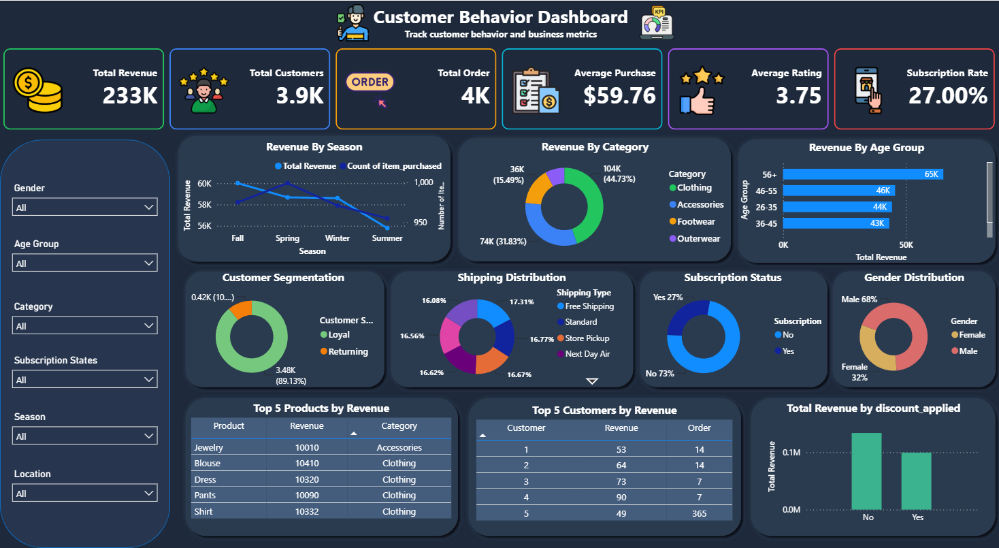 Customer Behavior Dashboard
Track customer behavior and business metrics
KPI
Total Revenue
233K
Total Customers
3.9K
ORDER
Total Order
4K
Average Purchase
$59.76
Average Rating
3.75
Subscription Rate
27.00%
Gender
All
Age Group
All
Category
All
Subscription States
All
Season
All
Location
All
Revenue By Season
Total Revenue
Count of item_purchased
60K
58K
56K
1,000
950
Total Revenue
Number of Ite...
Fall
Spring
Winter
Summer
Season
Revenue By Category
36K
(15.49%)
104K
(44.73%)
74K (31.83%)
Category
Clothing
Accessories
Footwear
Outerwear
Revenue By Age Group
Age Group
56+
65K
46-55
46K
26-35
44K
36-45
43K
0K
50K
Total Revenue
Customer Segmentation
0.42K (10....)
3.48K
(89.13%)
Customer S...
Loyal
Returning
Shipping Distribution
16.08%
17.31%
16.56%
16.77%
16.62%
16.67%
Shipping Type
Free Shipping
Standard
Store Pickup
Next Day Air
Subscription Status
Yes 27%
No 73%
Subscription
No
Yes
Gender Distribution
Male 68%
Female
32%
Gender
Female
Male
Top 5 Products by Revenue
Product Revenue Category
Jewelry 10010 Accessories
Blouse 10410 Clothing
Dress 10320 Clothing
Pants 10090 Clothing
Shirt 10332 Clothing
Top 5 Customers by Revenue
Customer Revenue Order
1 53 14
2 64 14
3 73 7
4 90 7
5 49 365
Total Revenue by discount_applied
Total Revenue
0.1M
0.0M
No
Yes